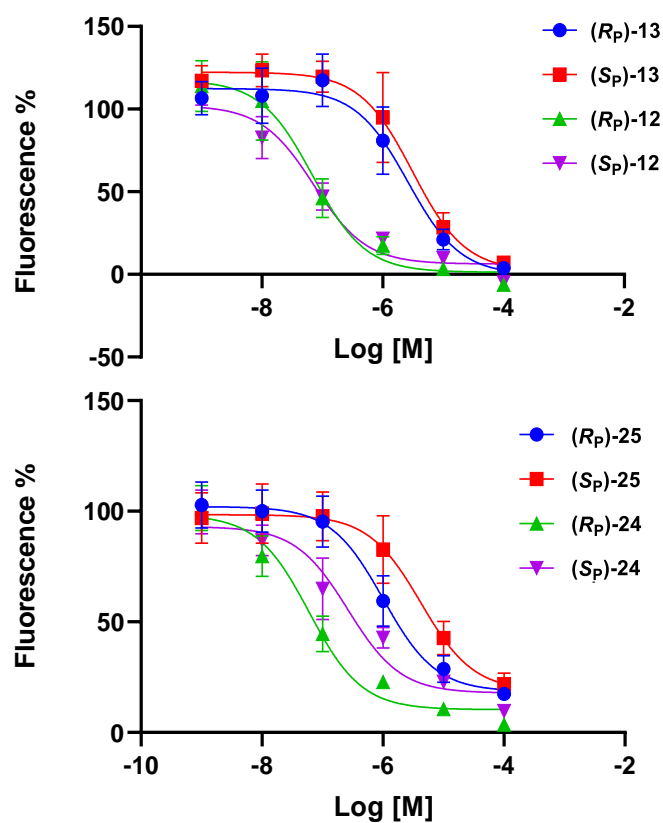 150
100
50
0
-50
-8
-6
-4
-2
Fluorescence %
Log [M]
(RP)-13
(SP)-13
(RP)-12
(SP)-12
150
100
50
0
-10
-8
-6
-4
-2
Fluorescence %
Log [M]
(RP)-25
(SP)-25
(RP)-24
(SP)-24